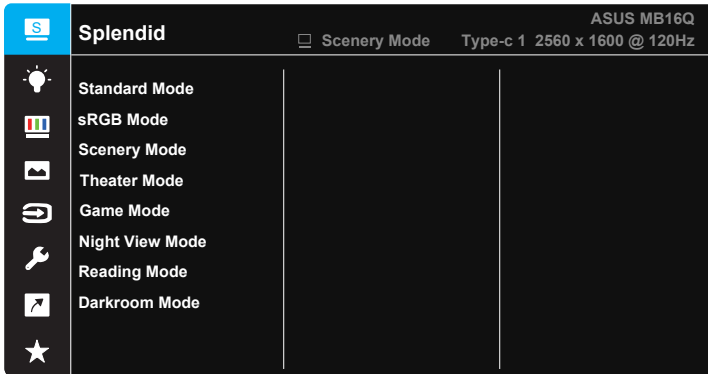 S
ASUS MB16Q
Splendid
Scenery Mode Type-c 1 2560 x 1600 @ 120Hz
Standard Mode
sRGB Mode
Scenery Mode
Theater Mode
Game Mode
Night View Mode
Reading Mode
Darkroom Mode